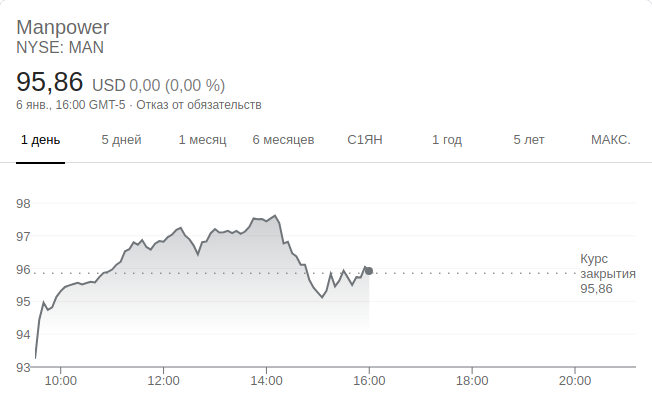 Manpower
NYSE: MAN
95,86 USD 0,00 (0,00 %)
6 янв., 16:00 GMT-5 · Отказ от обязательств
1 день 5 дней 1 месяц 6 месяцев С1ЯН 1 год 5 лет МАКС.
98
97
96
95
94
93
Курс
закрытия
95,86
10:00 12:00 14:00 16:00 18:00 20:00